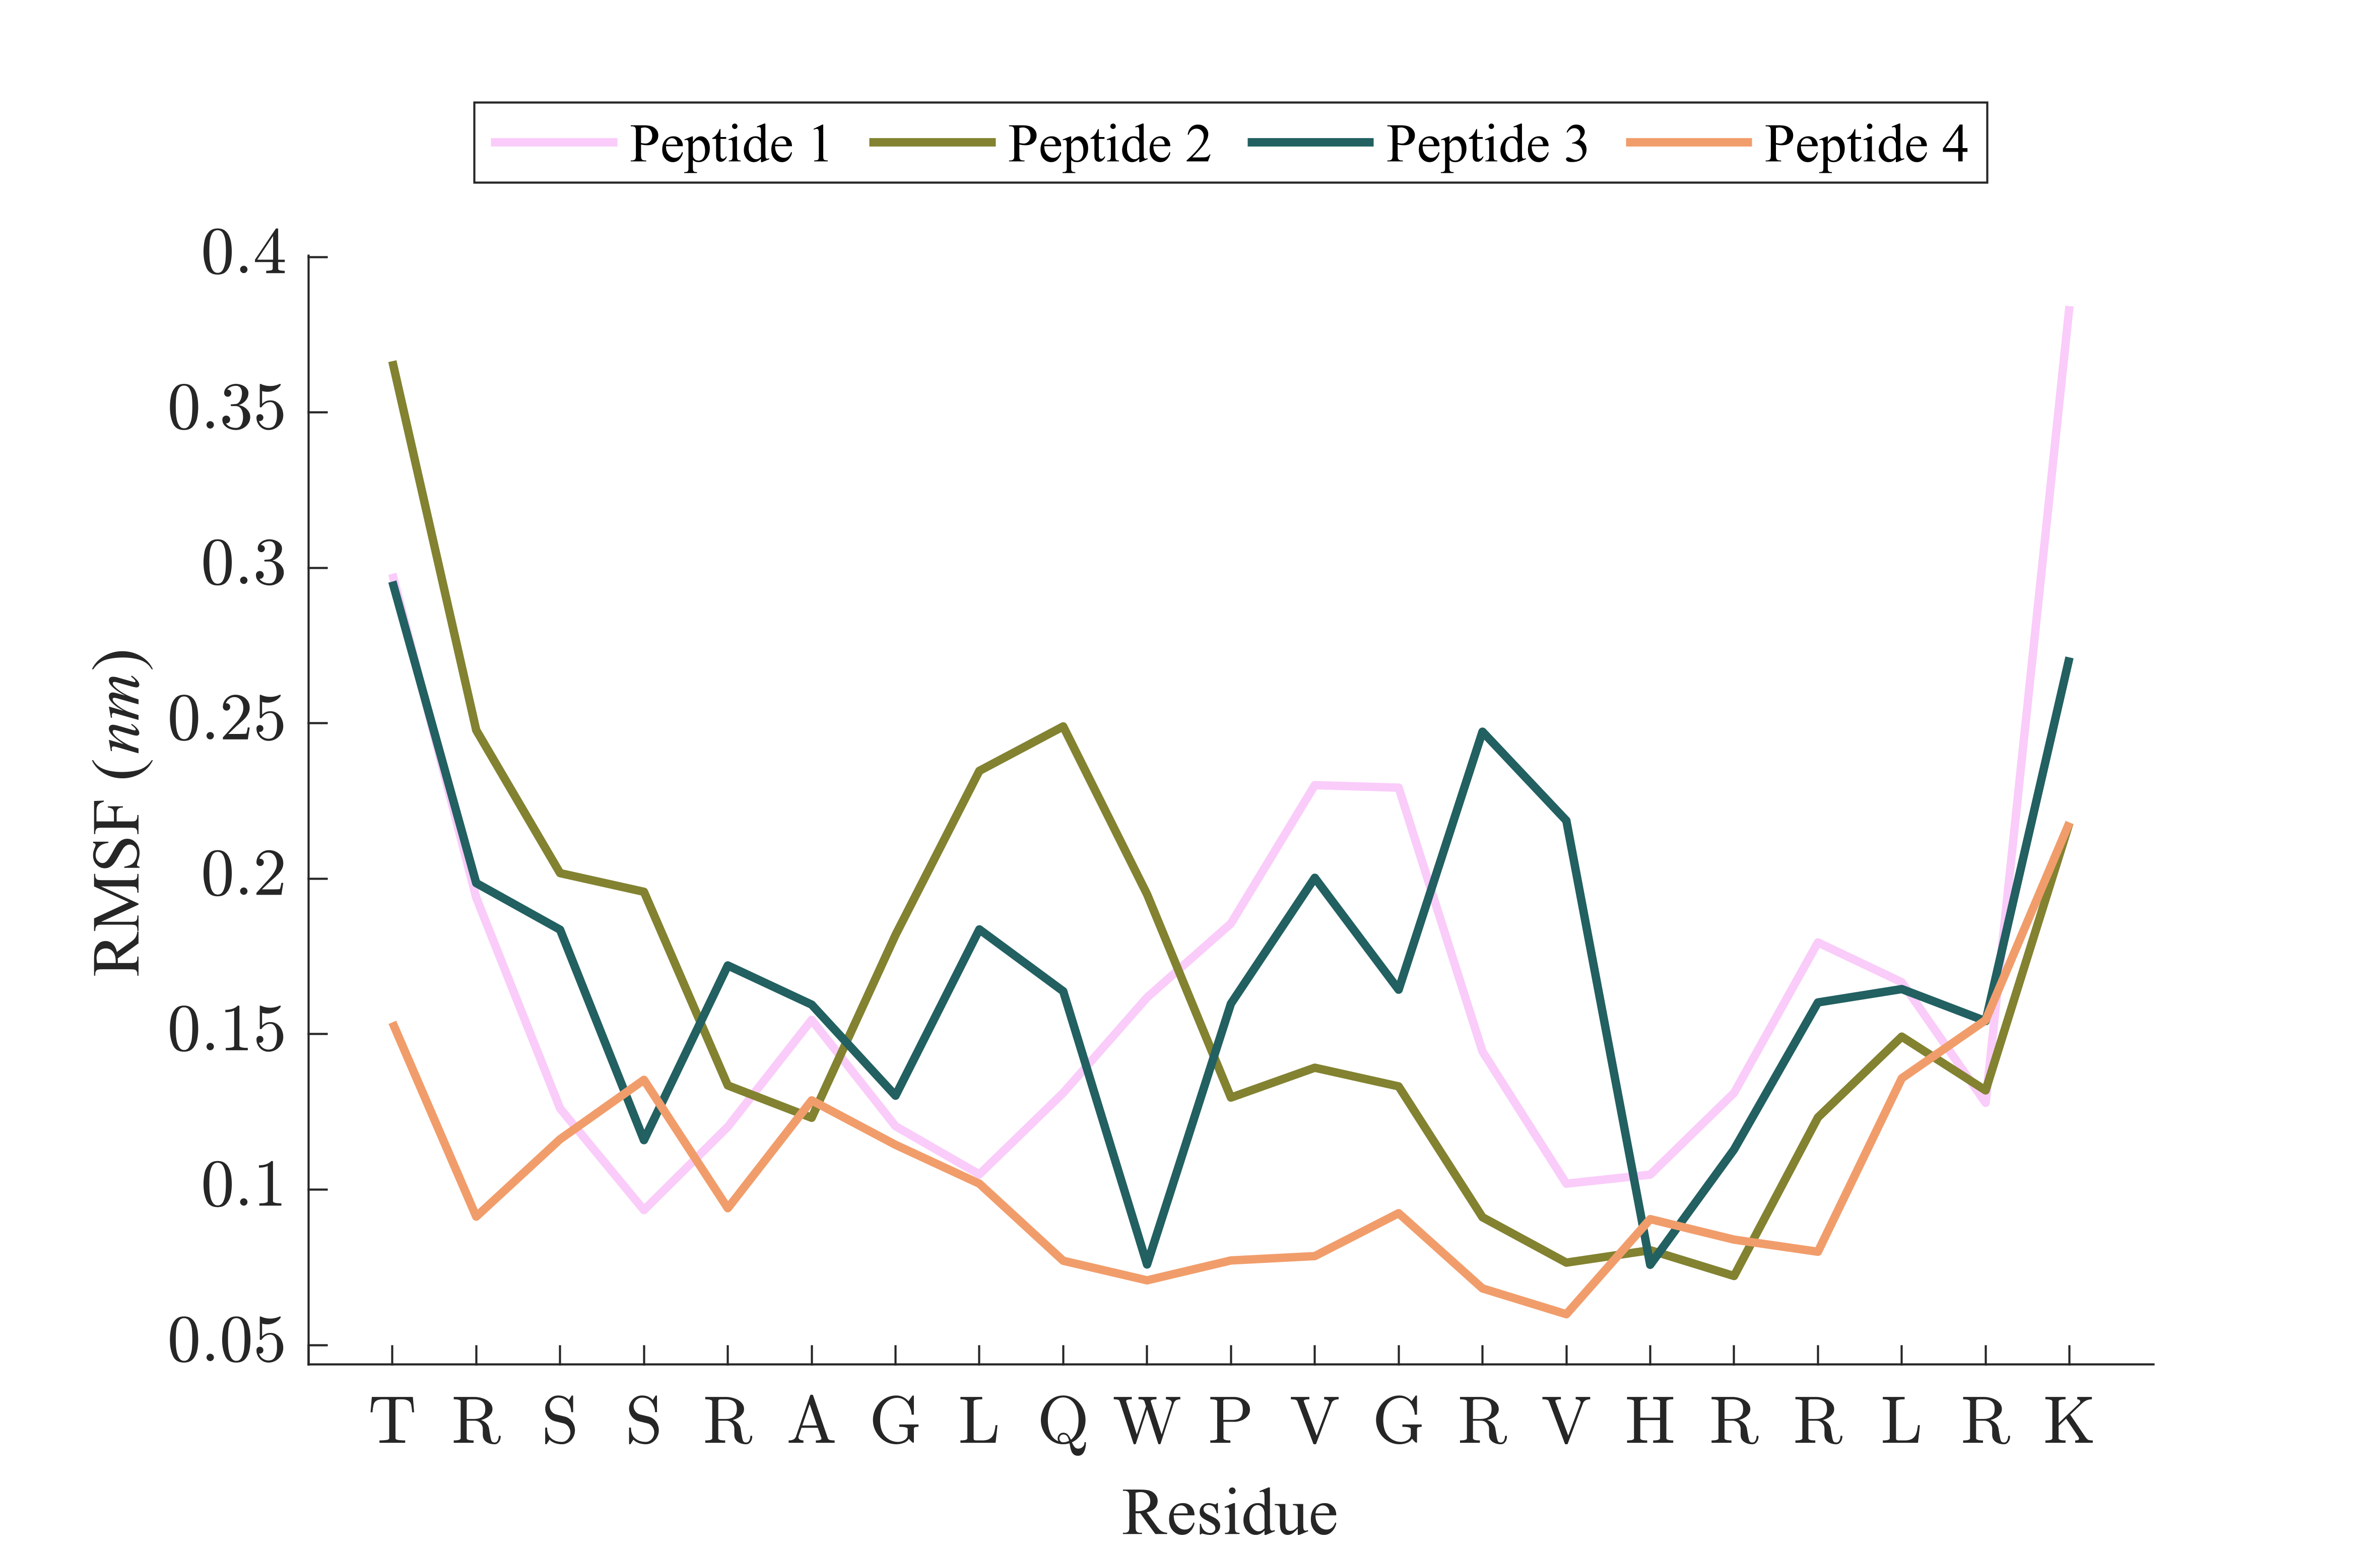 Peptide 1 Peptide 2 Peptide 3 Peptide 4
0.4
0.35
0.3
0.25
0.2
0.15
0.1
0.05
RMSF (nm)
T R S S R A G L Q W P V G R V H R R L R K
Residue